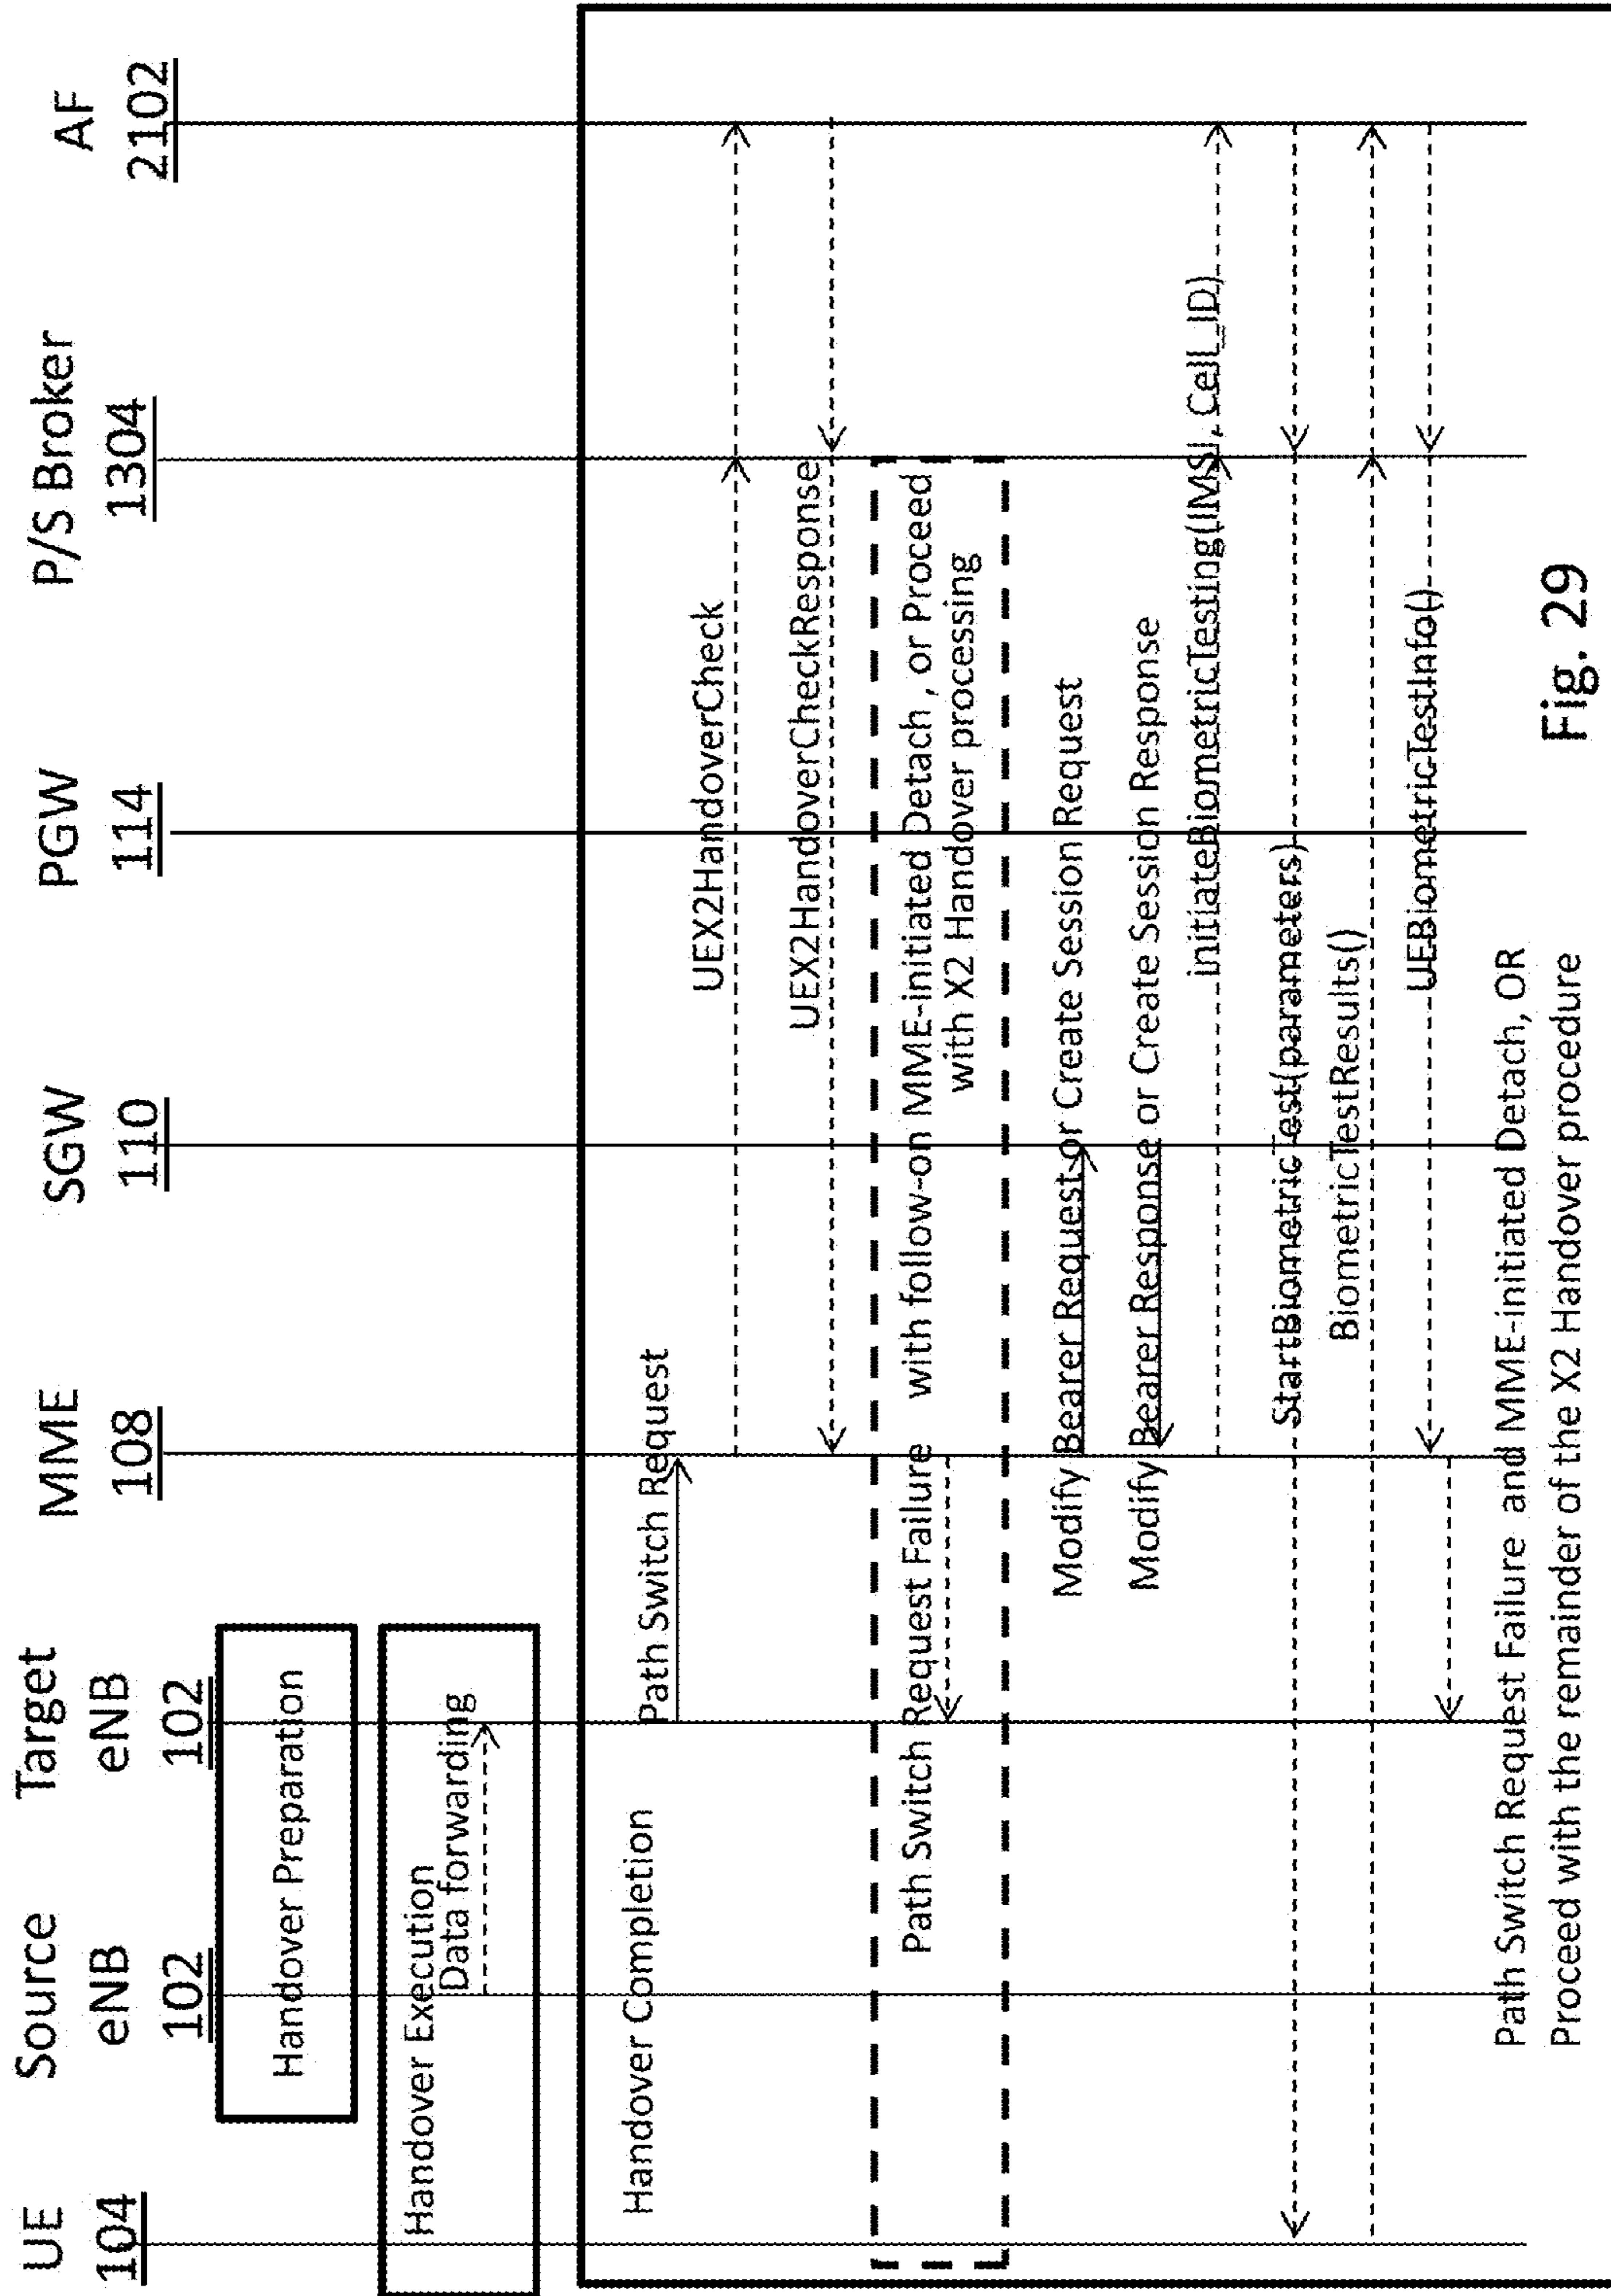 UE
104
Source
eNB
102
Target
eNB
102
MME
108
SGW
110
PGW
114
P/S Broker
1304
AF
2102
Handover Preparation
Handover Execution
Data forwarding
Handover Completion
Path Switch Request
UEX2HandoverCheck
UEX2HandoverCheckResponse
Path Switch Request Failure with follow-on MME-initiated Detach, or Proceed
with X2 Handover processing
Modify Bearer Request or Create Session Request
Modify Bearer Response or Create Session Response
initiateBiometricTesting(IMSI, Cell_ID)
StartBiometricTest(parameters)
BiometricTestResults()
UEBiometricTestInfo()
Path Switch Request Failure and MME-initiated Detach, OR
Proceed with the remainder of the X2 Handover procedure
Fig. 29